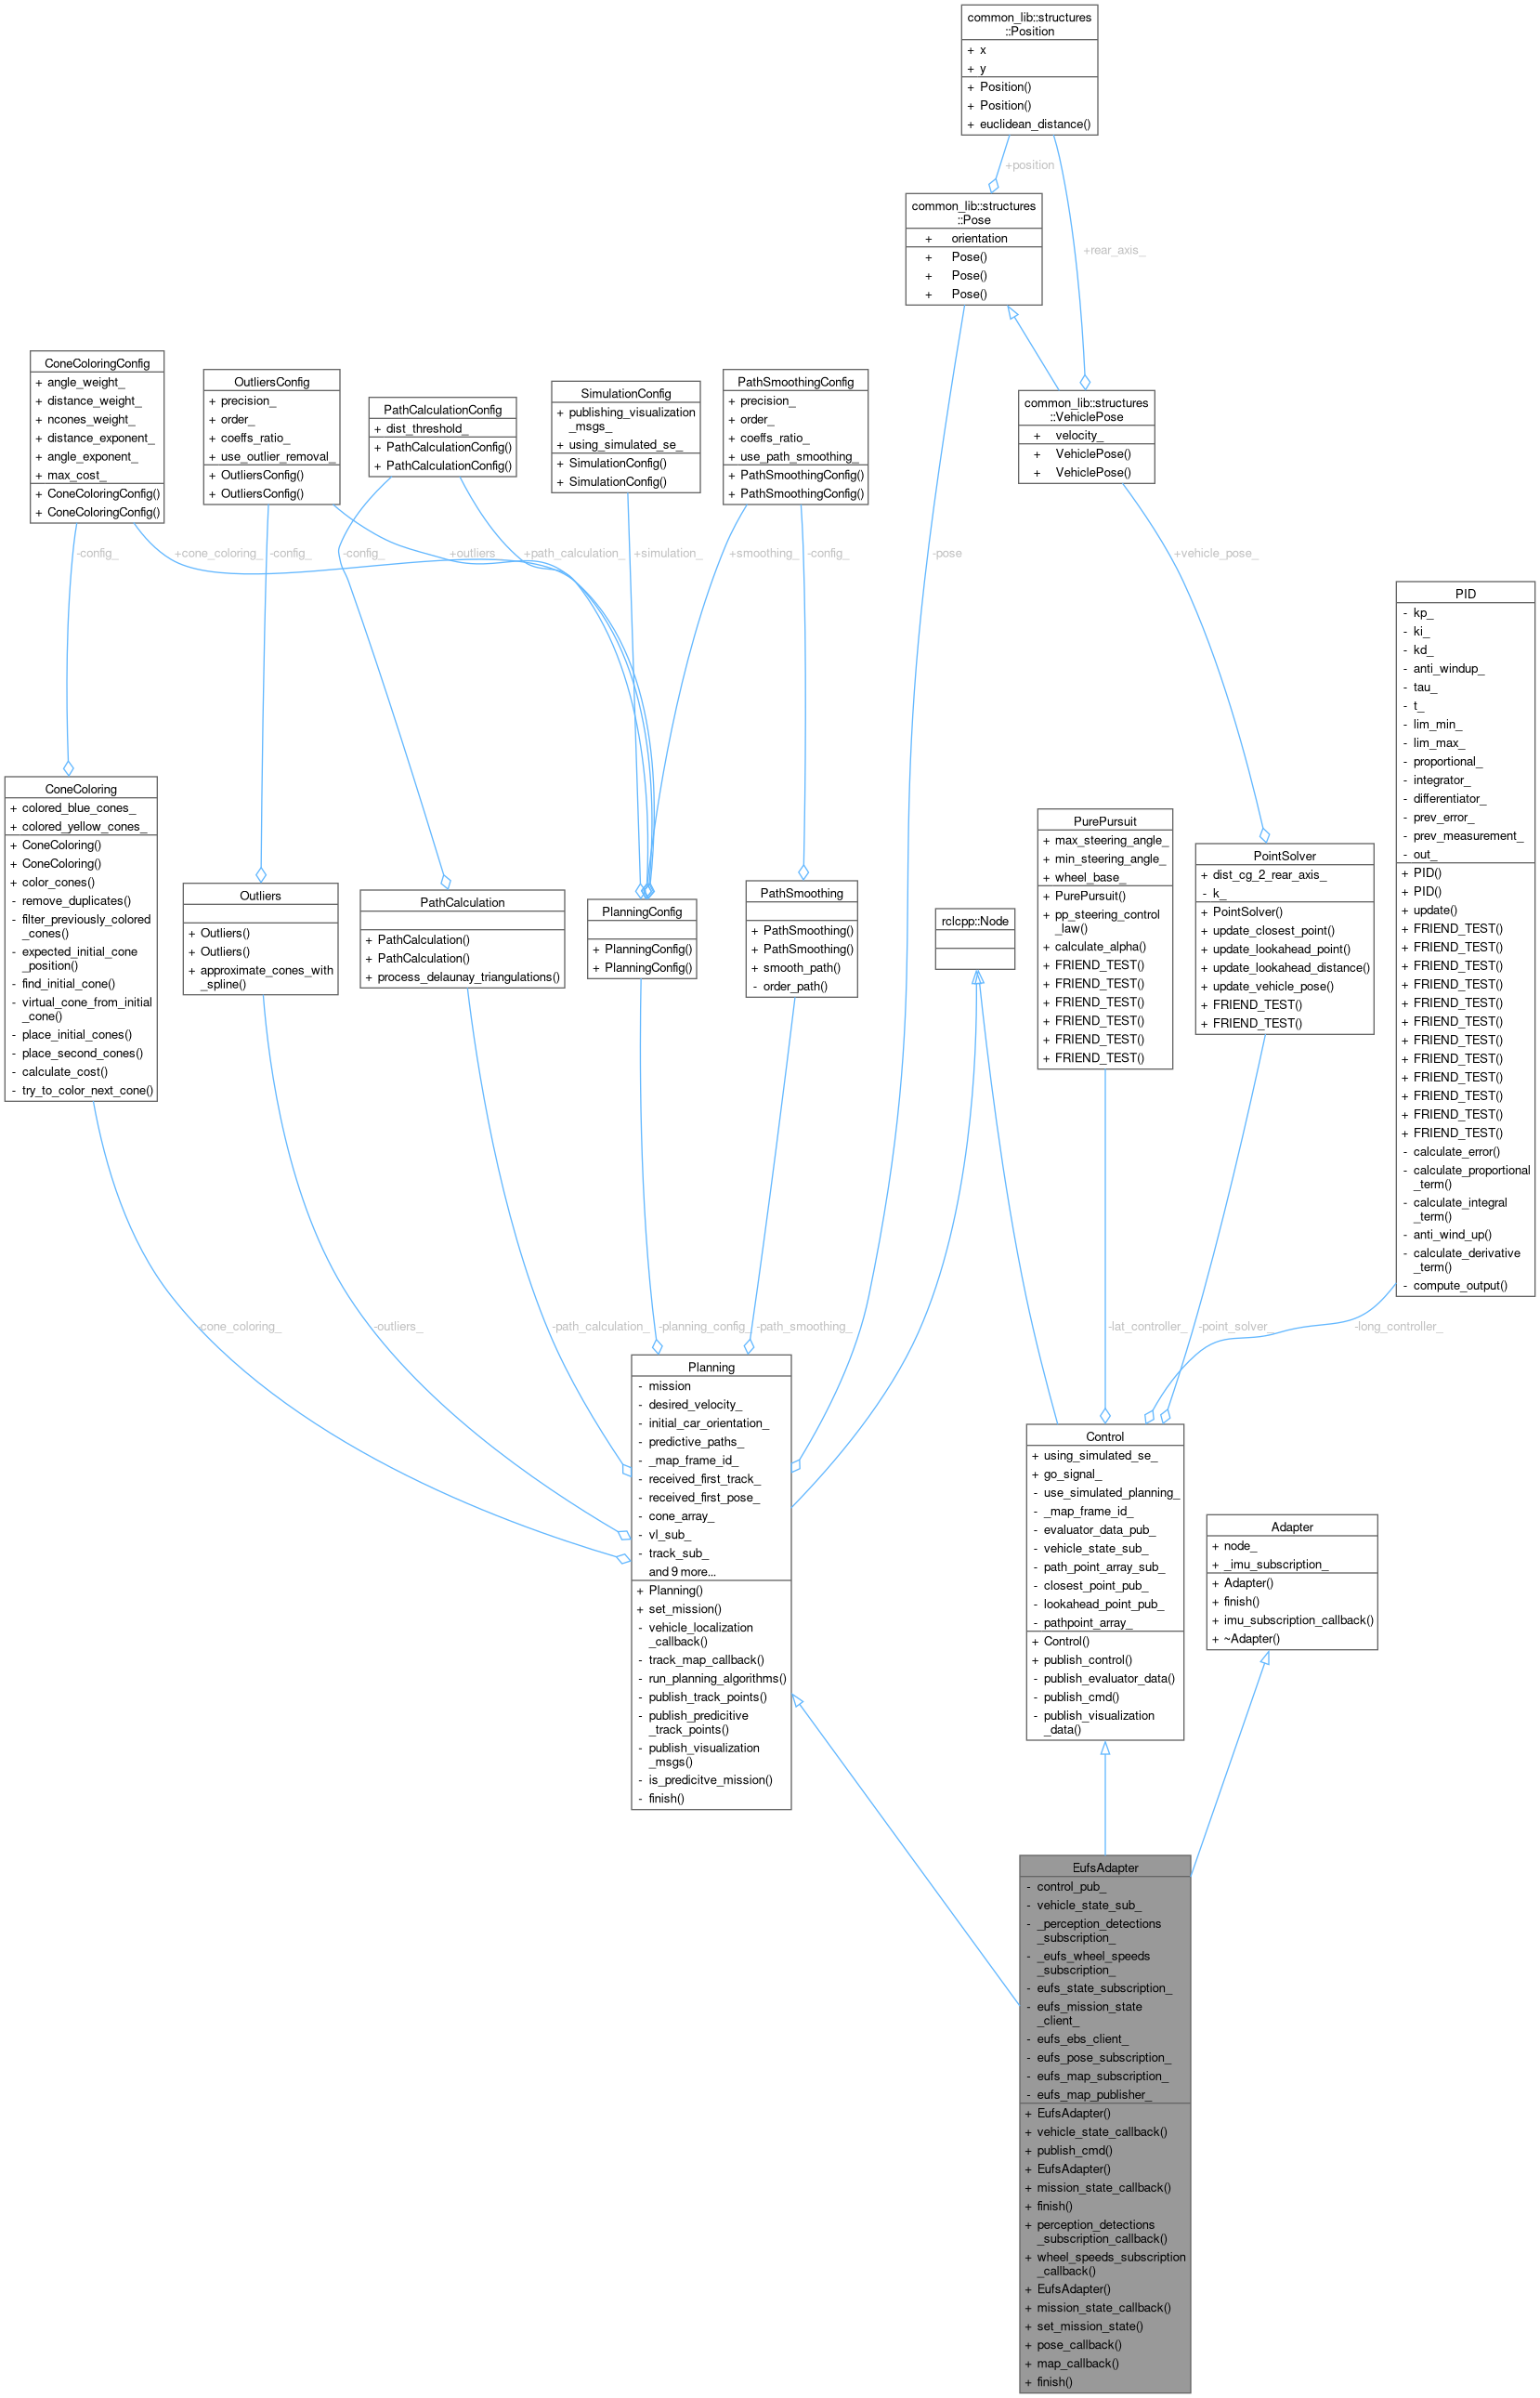 common_lib::structures
::Position
+ x
+ y
+ Position()
+ Position()
+ euclidean_distance()
+position
common_lib::structures
::Pose
+ orientation
+ Pose()
+ Pose()
+ Pose()
+rear_axis_
common_lib::structures
::VehiclePose
+ velocity_
+ VehiclePose()
+ VehiclePose()
ConeColoringConfig
+ angle_weight_
+ distance_weight_
+ ncones_weight_
+ distance_exponent_
+ angle_exponent_
+ max_cost_
+ ConeColoringConfig()
+ ConeColoringConfig()
OutliersConfig
+ precision_
+ order_
+ coeffs_ratio_
+ use_outlier_removal_
+ OutliersConfig()
+ OutliersConfig()
PathCalculationConfig
+ dist_threshold_
+ PathCalculationConfig()
+ PathCalculationConfig()
SimulationConfig
+ publishing_visualization
_msgs_
+ using_simulated_se_
+ SimulationConfig()
+ SimulationConfig()
PathSmoothingConfig
+ precision_
+ order_
+ coeffs_ratio_
+ use_path_smoothing_
+ PathSmoothingConfig()
+ PathSmoothingConfig()
-config_
+cone_coloring_
-config_
-config_
+outliers_
+path_calculation_
+simulation_
+smoothing_
-config_
-pose
+vehicle_pose_
PID
- kp_
- ki_
- kd_
- anti_windup_
- tau_
- t_
- lim_min_
- lim_max_
- proportional_
- integrator_
- differentiator_
- prev_error_
- prev_measurement_
- out_
+ PID()
+ PID()
+ update()
+ FRIEND_TEST()
+ FRIEND_TEST()
+ FRIEND_TEST()
+ FRIEND_TEST()
+ FRIEND_TEST()
+ FRIEND_TEST()
+ FRIEND_TEST()
+ FRIEND_TEST()
+ FRIEND_TEST()
+ FRIEND_TEST()
+ FRIEND_TEST()
+ FRIEND_TEST()
- calculate_error()
- calculate_proportional
_term()
- calculate_integral
_term()
- anti_wind_up()
- calculate_derivative
_term()
- compute_output()
ConeColoring
+ colored_blue_cones_
+ colored_yellow_cones_
+ ConeColoring()
+ ConeColoring()
+ color_cones()
- remove_duplicates()
- filter_previously_colored
_cones()
- expected_initial_cone
_position()
- find_initial_cone()
- virtual_cone_from_initial
_cone()
- place_initial_cones()
- place_second_cones()
- calculate_cost()
- try_to_color_next_cone()
Outliers
+ Outliers()
+ Outliers()
+ approximate_cones_with
_spline()
PathCalculation
+ PathCalculation()
+ PathCalculation()
+ process_delaunay_triangulations()
PlanningConfig
+ PlanningConfig()
+ PlanningConfig()
PathSmoothing
+ PathSmoothing()
+ PathSmoothing()
+ smooth_path()
- order_path()
rclcpp::Node
PurePursuit
+ max_steering_angle_
+ min_steering_angle_
+ wheel_base_
+ PurePursuit()
+ pp_steering_control
_law()
+ calculate_alpha()
+ FRIEND_TEST()
+ FRIEND_TEST()
+ FRIEND_TEST()
+ FRIEND_TEST()
+ FRIEND_TEST()
+ FRIEND_TEST()
PointSolver
+ dist_cg_2_rear_axis_
- k_
+ PointSolver()
+ update_closest_point()
+ update_lookahead_point()
+ update_lookahead_distance()
+ update_vehicle_pose()
+ FRIEND_TEST()
+ FRIEND_TEST()
-cone_coloring_
-outliers_
-path_calculation_
-planning_config_
-path_smoothing_
-lat_controller_
-point_solver_
-long_controller_
Planning
- mission
- desired_velocity_
- initial_car_orientation_
- predictive_paths_
- _map_frame_id_
- received_first_track_
- received_first_pose_
- cone_array_
- vl_sub_
- track_sub_
and 9 more...
+ Planning()
+ set_mission()
- vehicle_localization
_callback()
- track_map_callback()
- run_planning_algorithms()
- publish_track_points()
- publish_predicitive
_track_points()
- publish_visualization
_msgs()
- is_predicitve_mission()
- finish()
Control
+ using_simulated_se_
+ go_signal_
- use_simulated_planning_
- _map_frame_id_
- evaluator_data_pub_
- vehicle_state_sub_
- path_point_array_sub_
- closest_point_pub_
- lookahead_point_pub_
- pathpoint_array_
+ Control()
+ publish_control()
- publish_evaluator_data()
- publish_cmd()
- publish_visualization
_data()
Adapter
+ node_
+ _imu_subscription_
+ Adapter()
+ finish()
+ imu_subscription_callback()
+ ~Adapter()
EufsAdapter
- control_pub_
- vehicle_state_sub_
- _perception_detections
_subscription_
- _eufs_wheel_speeds
_subscription_
- eufs_state_subscription_
- eufs_mission_state
_client_
- eufs_ebs_client_
- eufs_pose_subscription_
- eufs_map_subscription_
- eufs_map_publisher_
+ EufsAdapter()
+ vehicle_state_callback()
+ publish_cmd()
+ EufsAdapter()
+ mission_state_callback()
+ finish()
+ perception_detections
_subscription_callback()
+ wheel_speeds_subscription
_callback()
+ EufsAdapter()
+ mission_state_callback()
+ set_mission_state()
+ pose_callback()
+ map_callback()
+ finish()